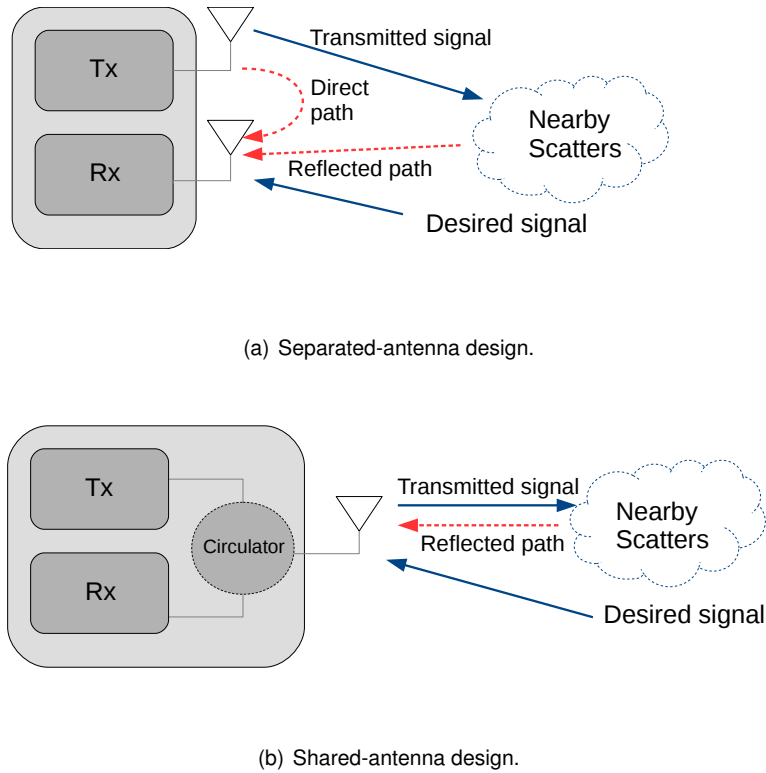 Tx
Transmitted signal
Direct
path
Nearby
Scatters
Rx
Reflected path
Desired signal
(a) Separated-antenna design.
Tx
Transmitted signal
Nearby
Scatters
Circulator
Reflected path
Rx
Desired signal
(b) Shared-antenna design.